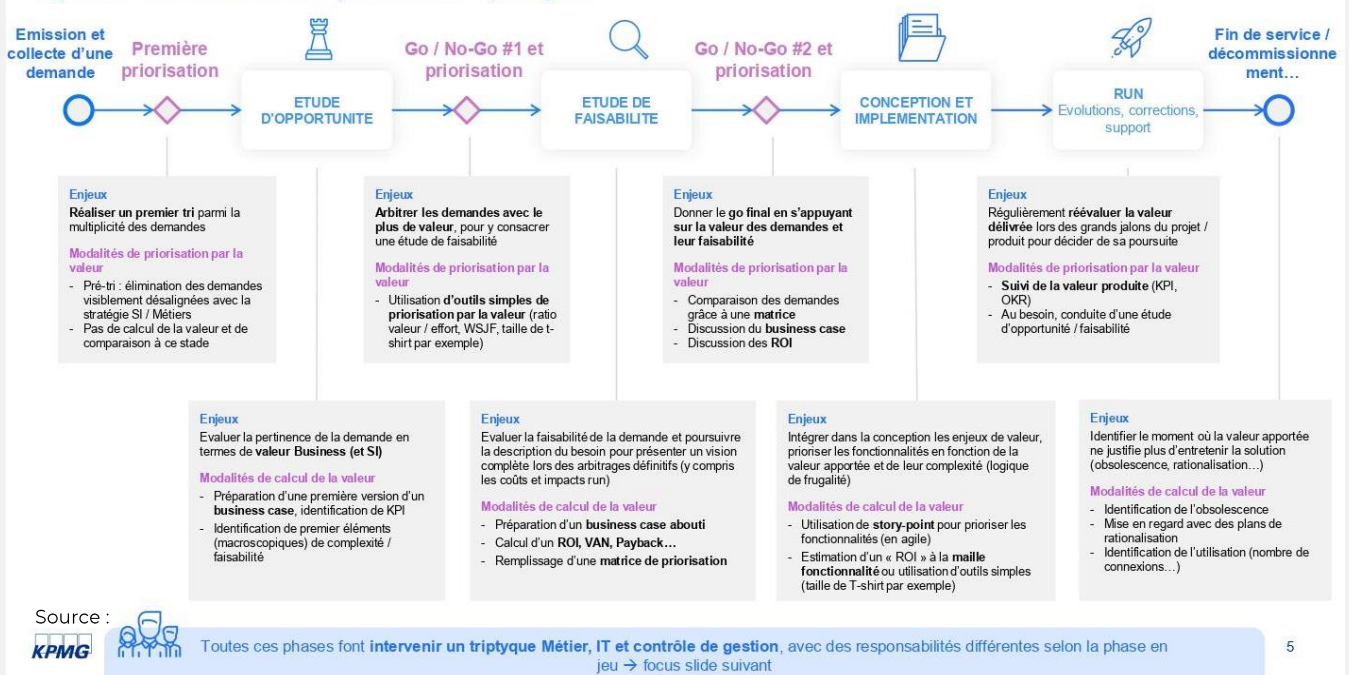 Emission et
collecte d'une
demande
Première
priorisation
ETUDE
D'OPPORTUNITE
Go / No-Go #1 et
priorisation
ETUDE DE
FAISABILITE
Go / No-Go #2 et
priorisation
CONCEPTION ET
IMPLEMENTATION
RUN
Evolutions, corrections,
support
Fin de service /
décommissionne
ment…
Enjeux
Réaliser un premier tri parmi la
multiplicité des demandes
Modalités de priorisation par la
valeur
- Pré-tri : élimination des demandes
visiblement désalignées avec la
stratégie SI / Métiers
- Pas de calcul de la valeur et de
comparaison à ce stade
Enjeux
Arbitrer les demandes avec le
plus de valeur, pour y consacrer
une étude de faisabilité
Modalités de priorisation par la
valeur
- Utilisation d'outils simples de
priorisation par la valeur (ratio
valeur / effort, WSJF, taille de t-
shirt par exemple)
Enjeux
Donner le go final en s'appuyant
sur la valeur des demandes et
leur faisabilité
Modalités de priorisation par la
valeur
- Comparaison des demandes
grâce à une matrice
- Discussion du business case
- Discussion des ROI
Enjeux
Régulièrement réévaluer la valeur
délivrée lors des grands jalons du projet /
produit pour décider de sa poursuite
Modalités de priorisation par la valeur
- Suivi de la valeur produite (KPI,
OKR)
- Au besoin, conduite d'une étude
d'opportunité / faisabilité
Enjeux
Evaluer la pertinence de la demande en
termes de valeur Business (et SI)
Modalités de calcul de la valeur
- Préparation d'une première version d'un
business case, identification de KPI
- Identification de premier éléments
(macroscopiques) de complexité /
faisabilité
Enjeux
Evaluer la faisabilité de la demande et poursuivre
la description du besoin pour présenter un vision
complète lors des arbitrages définitifs (y compris
les coûts et impacts run)
Modalités de calcul de la valeur
- Préparation d'un business case abouti
- Calcul d'un ROI, VAN, Payback…
- Remplissage d'une matrice de priorisation
Enjeux
Intégrer dans la conception les enjeux de valeur,
prioriser les fonctionnalités en fonction de la
valeur apportée et de leur complexité (logique
de frugalité)
Modalités de calcul de la valeur
- Utilisation de story-point pour prioriser les
fonctionnalités (en agile)
- Estimation d'un « ROI » à la maille
fonctionnalité ou utilisation d'outils simples
(taille de T-shirt par exemple)
Enjeux
Identifier le moment où la valeur apportée
ne justifie plus d'entretenir la solution
(obsolescence, rationalisation…)
Modalités de calcul de la valeur
- Identification de l'obsolescence
- Mise en regard avec des plans de
rationalisation
- Identification de l'utilisation (nombre de
connexions…)
Source :
KPMG
Toutes ces phases font intervenir un triptyque Métier, IT et contrôle de gestion, avec des responsabilités différentes selon la phase en
jeu → focus slide suivant
5